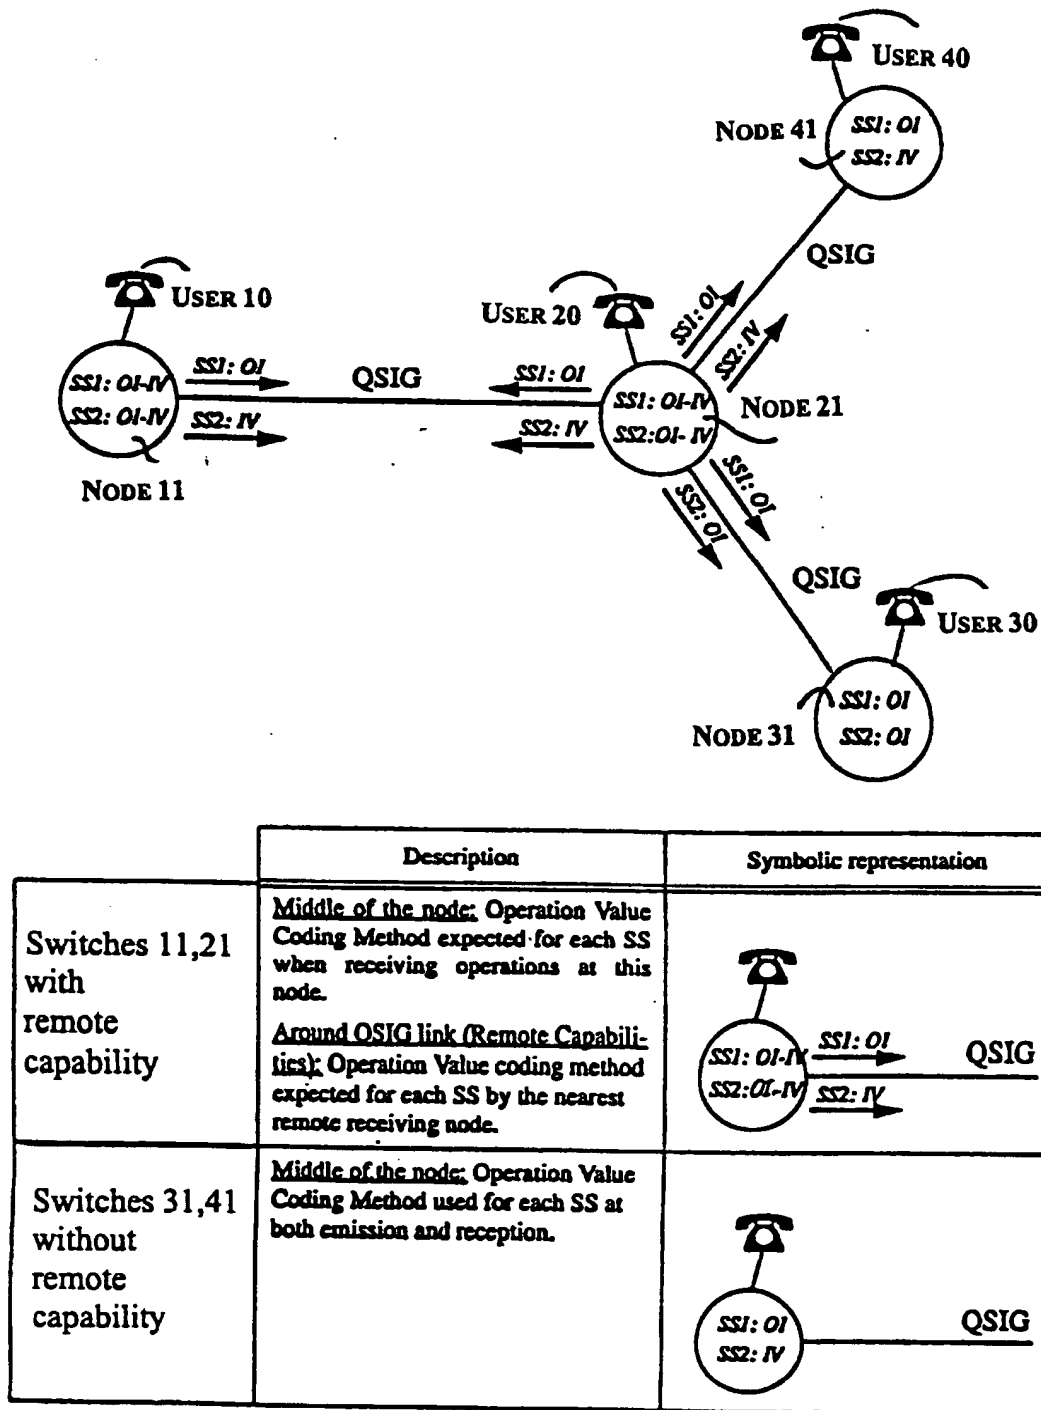 USER 40
NODE 41
SS1: OI
SS2: IV
QSIG
USER 10
USER 20
SS1: OI
SS2: IV
SS1: OI-IV
SS2: OI-IV
SS1: OI
SS2: IV
QSIG
SS1: OI
SS2: IV
SS1: OI-IV
SS2:OI-IV
NODE 21
NODE 11
SS1: OI
SS2: OI
QSIG
USER 30
NODE 31
SS1: OI
SS2: OI
Description
Symbolic representation
Switches 11,21
with
remote
capability
Middle of the node: Operation Value
Coding Method expected for each SS
when receiving operations at this
node.
Around QSIG link (Remote Capabili-
ties): Operation Value coding method
expected for each SS by the nearest
remote receiving node.
SS1: OI-IV
SS2:OI-IV
SS1: OI
SS2: IV
QSIG
Switches 31,41
without
remote
capability
Middle of the node: Operation Value
Coding Method used for each SS at
both emission and reception.
SS1: OI
SS2: IV
QSIG